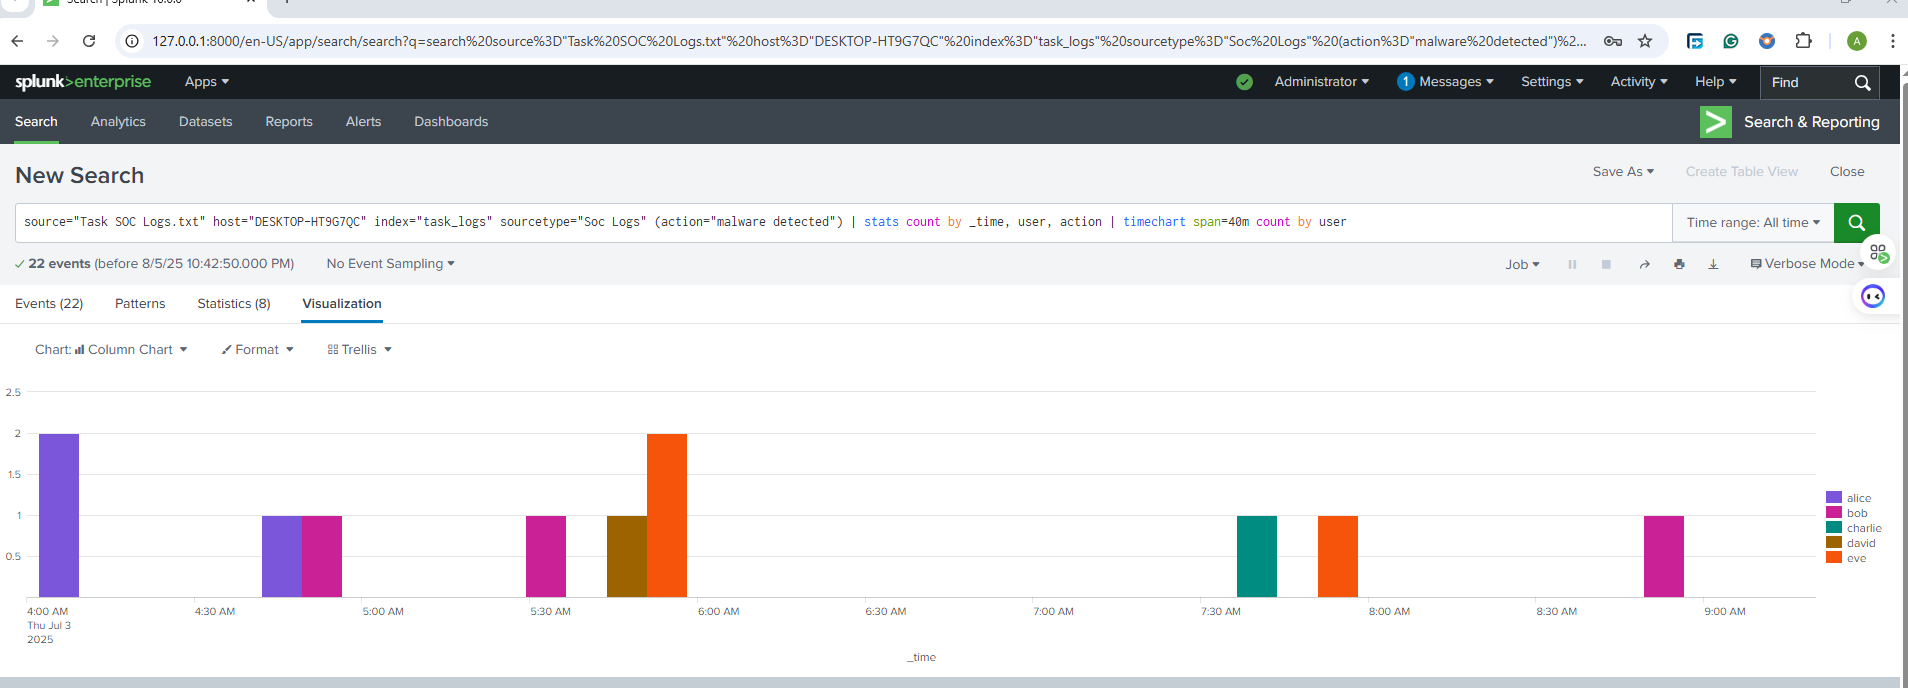 Search | Splunk 10.0.0
127.0.0.1:8000/en-US/app/search/search?q=search%20source%3D"Task%20SOC%20Logs.txt"%20host%3D"DESKTOP-HT9G7QC"%20index%3D"task_logs"%20sourcetype%3D"Soc%20Logs"%20(action%3D"malware%20detected")%2...
A
splunk>enterprise Apps
Administrator 1 Messages Settings Activity Help Find
Search Analytics Datasets Reports Alerts Dashboards
Search & Reporting
New Search
Save As Create Table View Close
source="Task SOC Logs.txt" host="DESKTOP-HT9G7QC" index="task_logs" sourcetype="Soc Logs" (action="malware detected") | stats count by _time, user, action | timechart span=40m count by user
Time range: All time
22 events (before 8/5/25 10:42:50.000 PM) No Event Sampling
Job Verbose Mode
Events (22) Patterns Statistics (8) Visualization
Chart: Column Chart Format Trellis
2.5
2
1.5
1
0.5
alice
bob
charlie
david
eve
4:00 AM 4:30 AM 5:00 AM 5:30 AM 6:00 AM 6:30 AM 7:00 AM 7:30 AM 8:00 AM 8:30 AM 9:00 AM
Thu Jul 3
2025
_time